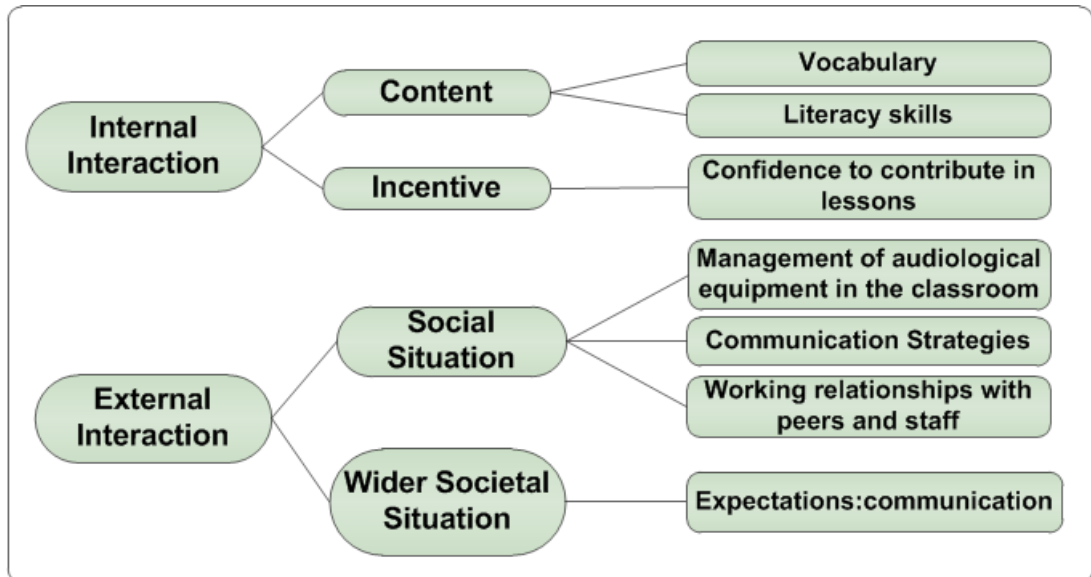 Internal
Interaction
Content
Vocabulary
Literacy skills
Incentive
Confidence to contribute in
lessons
External
Interaction
Social
Situation
Management of audiological
equipment in the classroom
Communication Strategies
Working relationships with
peers and staff
Wider Societal
Situation
Expectations:communication